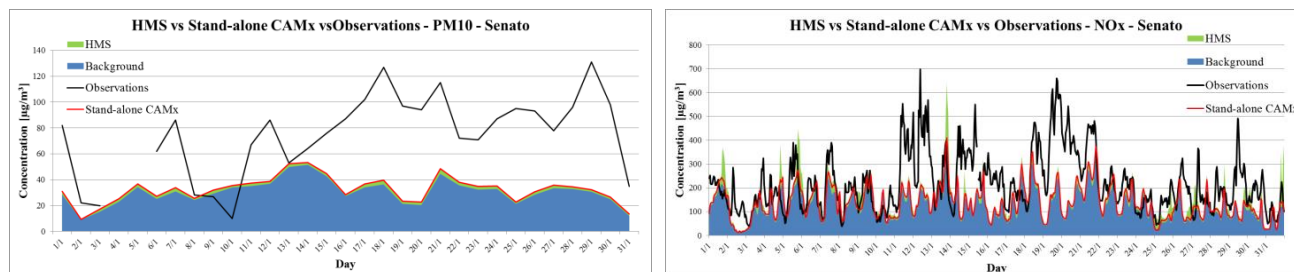 HMS vs Stand-alone CAMx vsObservations - PM10 - Senato
HMS
Background
Observations
Stand-alone CAMx
Concentration [µg/m³]
140
120
100
80
60
40
20
0
1/1 2/1 3/1 4/1 5/1 6/1 7/1 8/1 9/1 10/1 11/1 12/1 13/1 14/1 15/1 16/1 17/1 18/1 19/1 20/1 21/1 22/1 23/1 24/1 25/1 26/1 27/1 28/1 29/1 30/1 31/1
Day
HMS vs Stand-alone CAMx vs Observations - NOx - Senato
HMS
Background
Observations
Stand-alone CAMx
Concentration [µg/m³]
800
700
600
500
400
300
200
100
0
1/1 2/1 3/1 4/1 5/1 6/1 7/1 8/1 9/1 10/1 11/1 12/1 13/1 14/1 15/1 16/1 17/1 18/1 19/1 20/1 21/1 22/1 23/1 24/1 25/1 26/1 27/1 28/1 29/1 30/1 31/1
Day